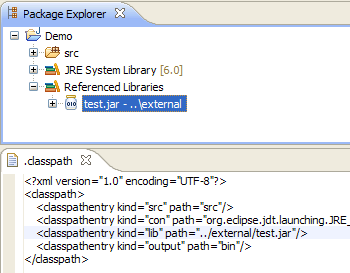 Package Explorer
Demo
src
JRE System Library [6.0]
Referenced Libraries
test.jar - ..\external
.classpath
<?xml version="1.0" encoding="UTF-8"?>
<classpath>
<classpathentry kind="src" path="src"/>
<classpathentry kind="con" path="org.eclipse.jdt.launching.JRE_
<classpathentry kind="lib" path="../external/test.jar"/>
<classpathentry kind="output" path="bin"/>
</classpath>